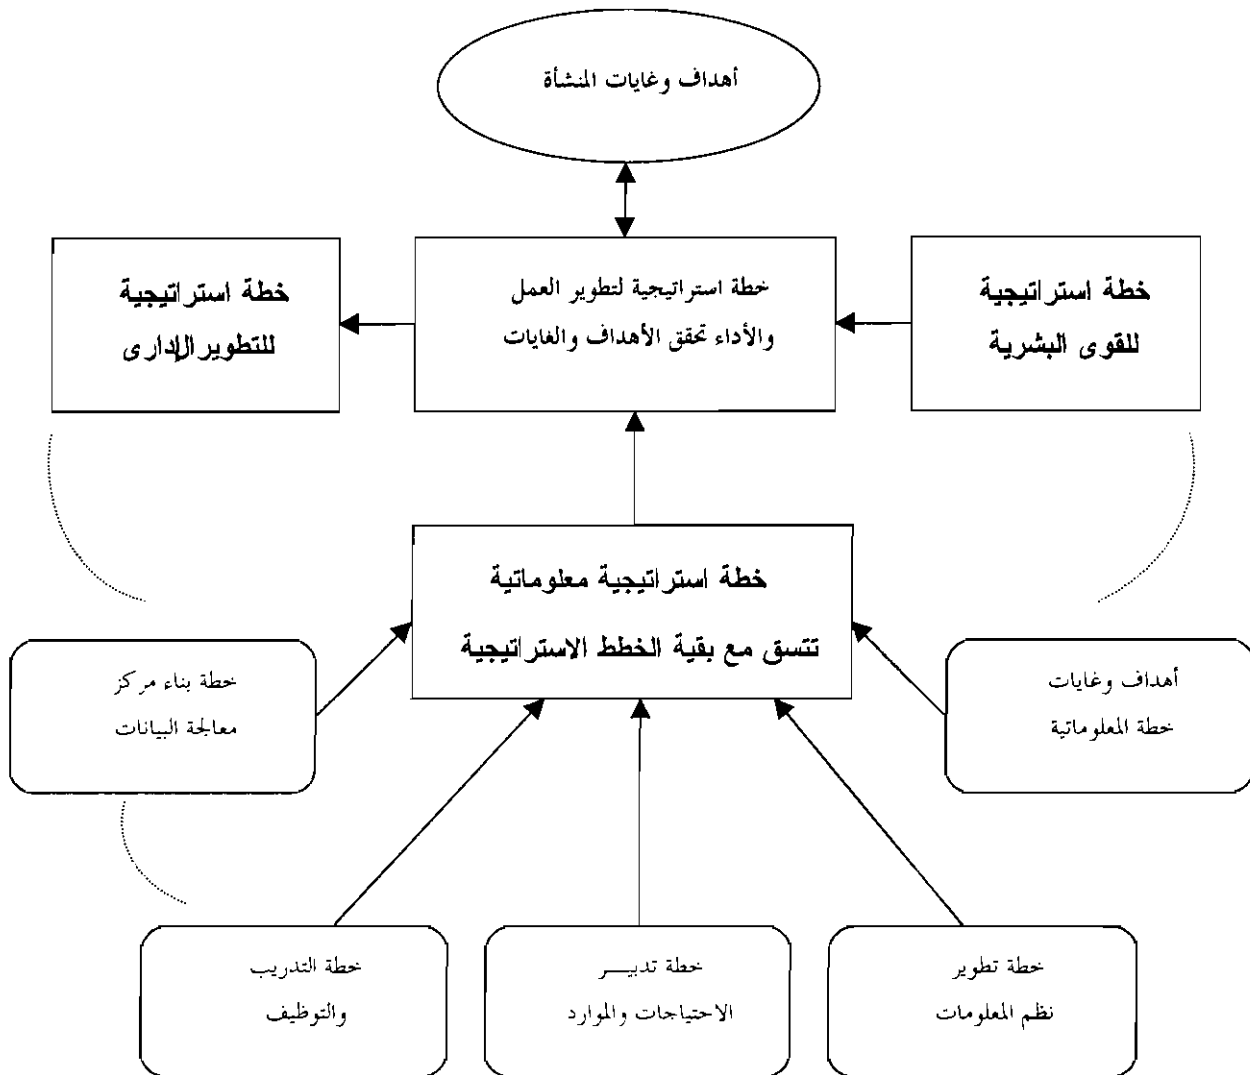 أهداف وغايات المنشأة
خطة استراتيجية
للقوى البشرية
خطة استراتيجية لتطوير العمل
والأداء تحقق الأهداف والغايات
خطة استراتيجية
للتطوير الإدارى
خطة استراتيجية معلوماتية
تتسق مع بقية الخطط الاستراتيجية
أهداف وغايات
خطة المعلوماتية
خطة بناء مركز
معالجة البيانات
خطة تطوير
نظم المعلومات
خطة تدبيـــر
الاحتياجات والموارد
خطة التدريب
والتوظيف